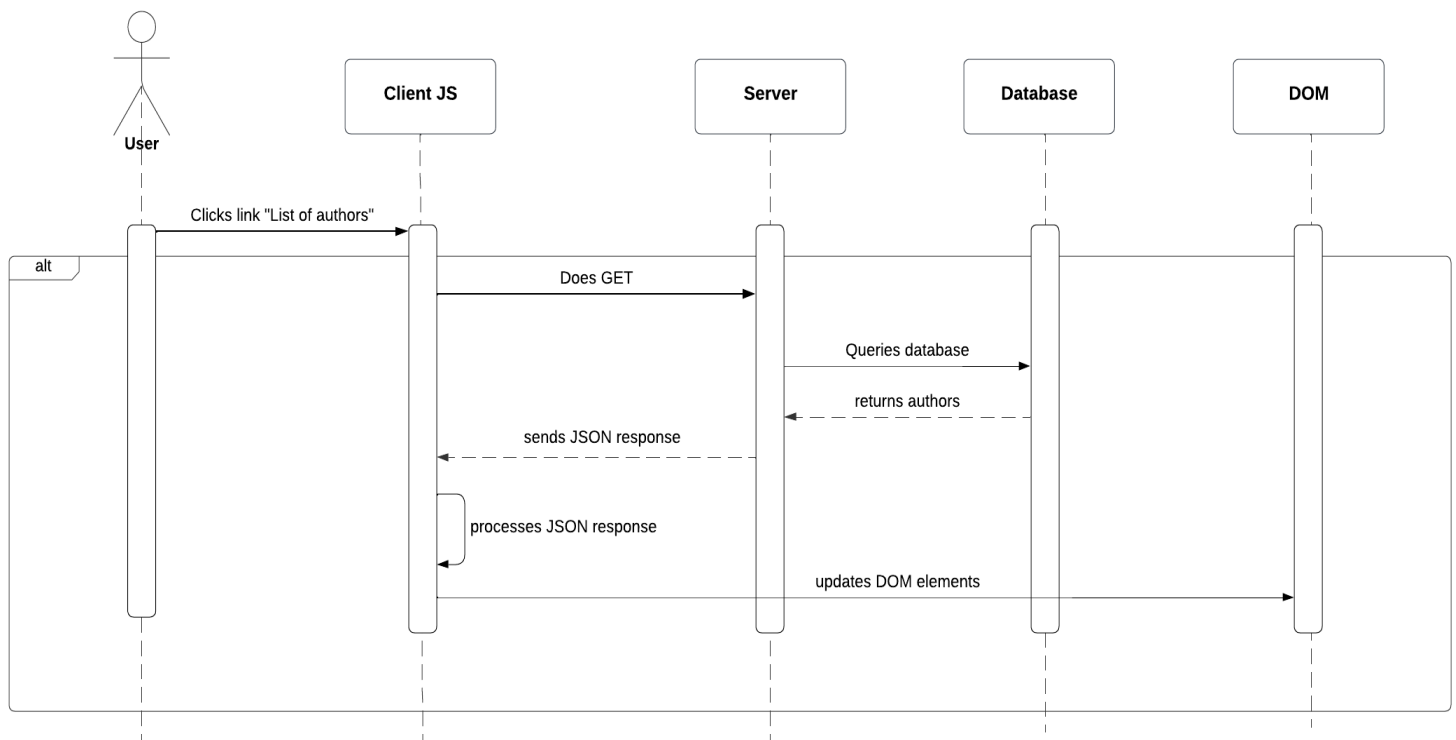 User
Client JS
Server
Database
DOM
Clicks link "List of authors"
alt
Does GET
Queries database
returns authors
sends JSON response
processes JSON response
updates DOM elements